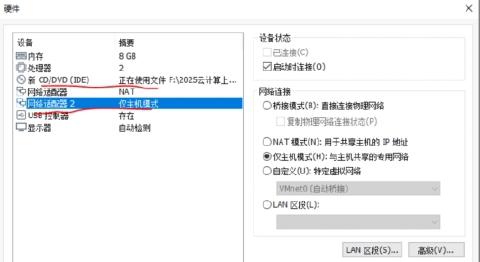 硬件
设备
摘要
内存
8 GB
处理器
2
新 CD/DVD (IDE)
正在使用文件 F:\2025云计算上...
网络适配器
NAT
网络适配器 2
仅主机模式
USB 控制器
存在
显示器
自动检测
设备状态
已连接(C)
启动时连接(O)
网络连接
桥接模式(B): 直接连接物理网络
复制物理网络连接状态(P)
NAT 模式(N): 用于共享主机的 IP 地址
仅主机模式(H): 与主机共享的专用网络
自定义(U): 特定虚拟网络
VMnet0 (自动桥接)
LAN 区段(L):
LAN 区段(S)...
高级(V)...